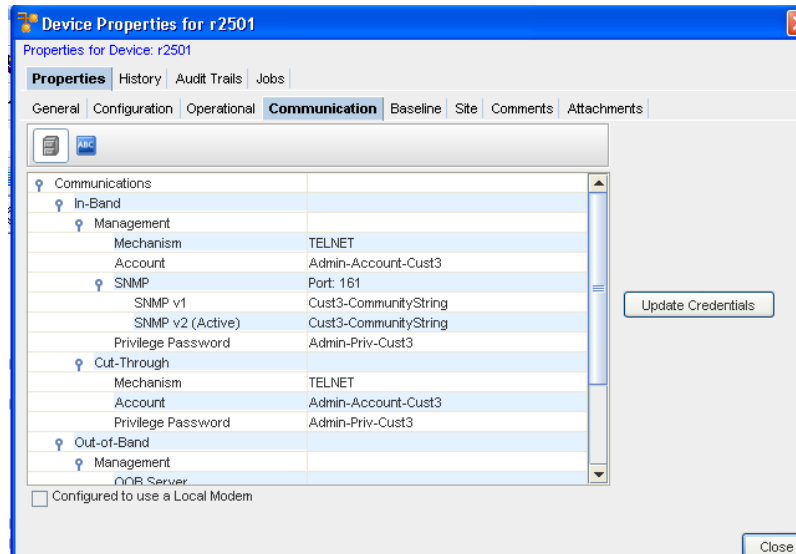 Device Properties for r2501
Properties for Device: r2501
Properties History Audit Trails Jobs
General Configuration Operational Communication Baseline Site Comments Attachments
ABC
Communications
In-Band
Management
Mechanism TELNET
Account Admin-Account-Cust3
SNMP Port: 161
SNMP v1 Cust3-CommunityString
SNMP v2 (Active) Cust3-CommunityString
Update Credentials
Privilege Password Admin-Priv-Cust3
Cut-Through
Mechanism TELNET
Account Admin-Account-Cust3
Privilege Password Admin-Priv-Cust3
Out-of-Band
Management
OOB Server
Configured to use a Local Modem
Close